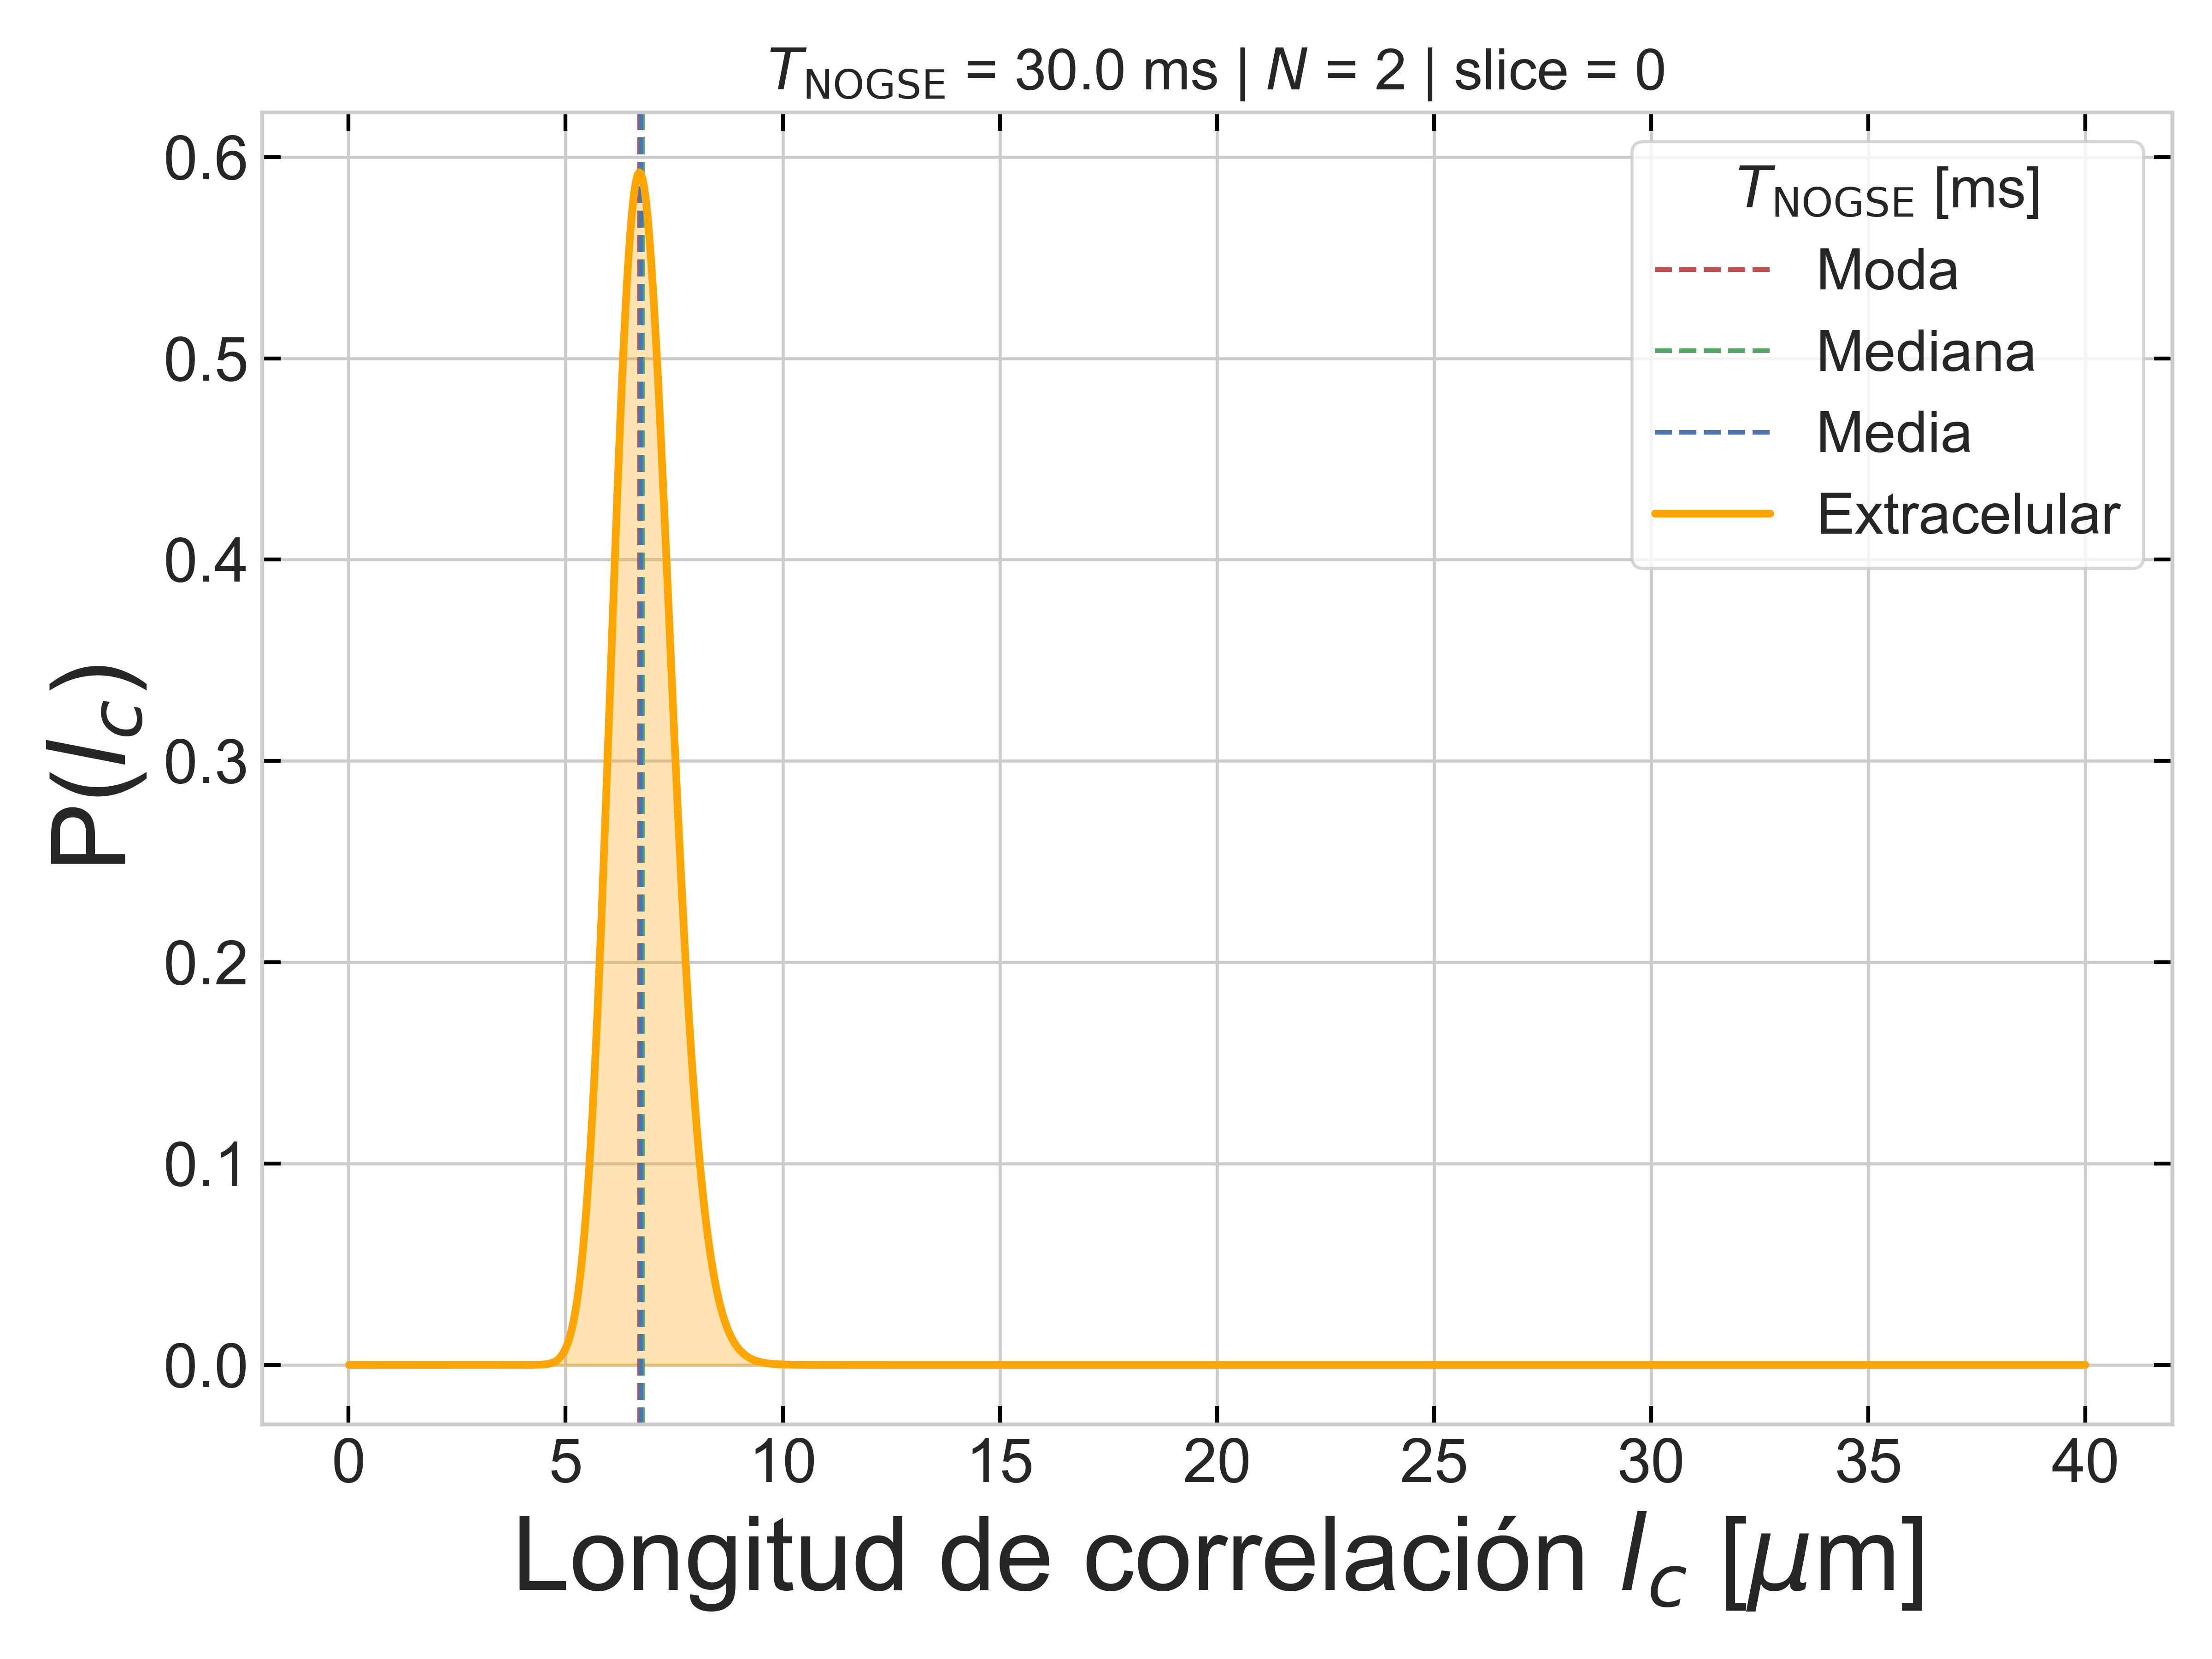 T_NOGSE = 30.0 ms | N = 2 | slice = 0
T_NOGSE [ms]
Moda
Mediana
Media
Extracelular
P(l_c)
0.6
0.5
0.4
0.3
0.2
0.1
0.0
0 5 10 15 20 25 30 35 40
Longitud de correlación l_c [μm]